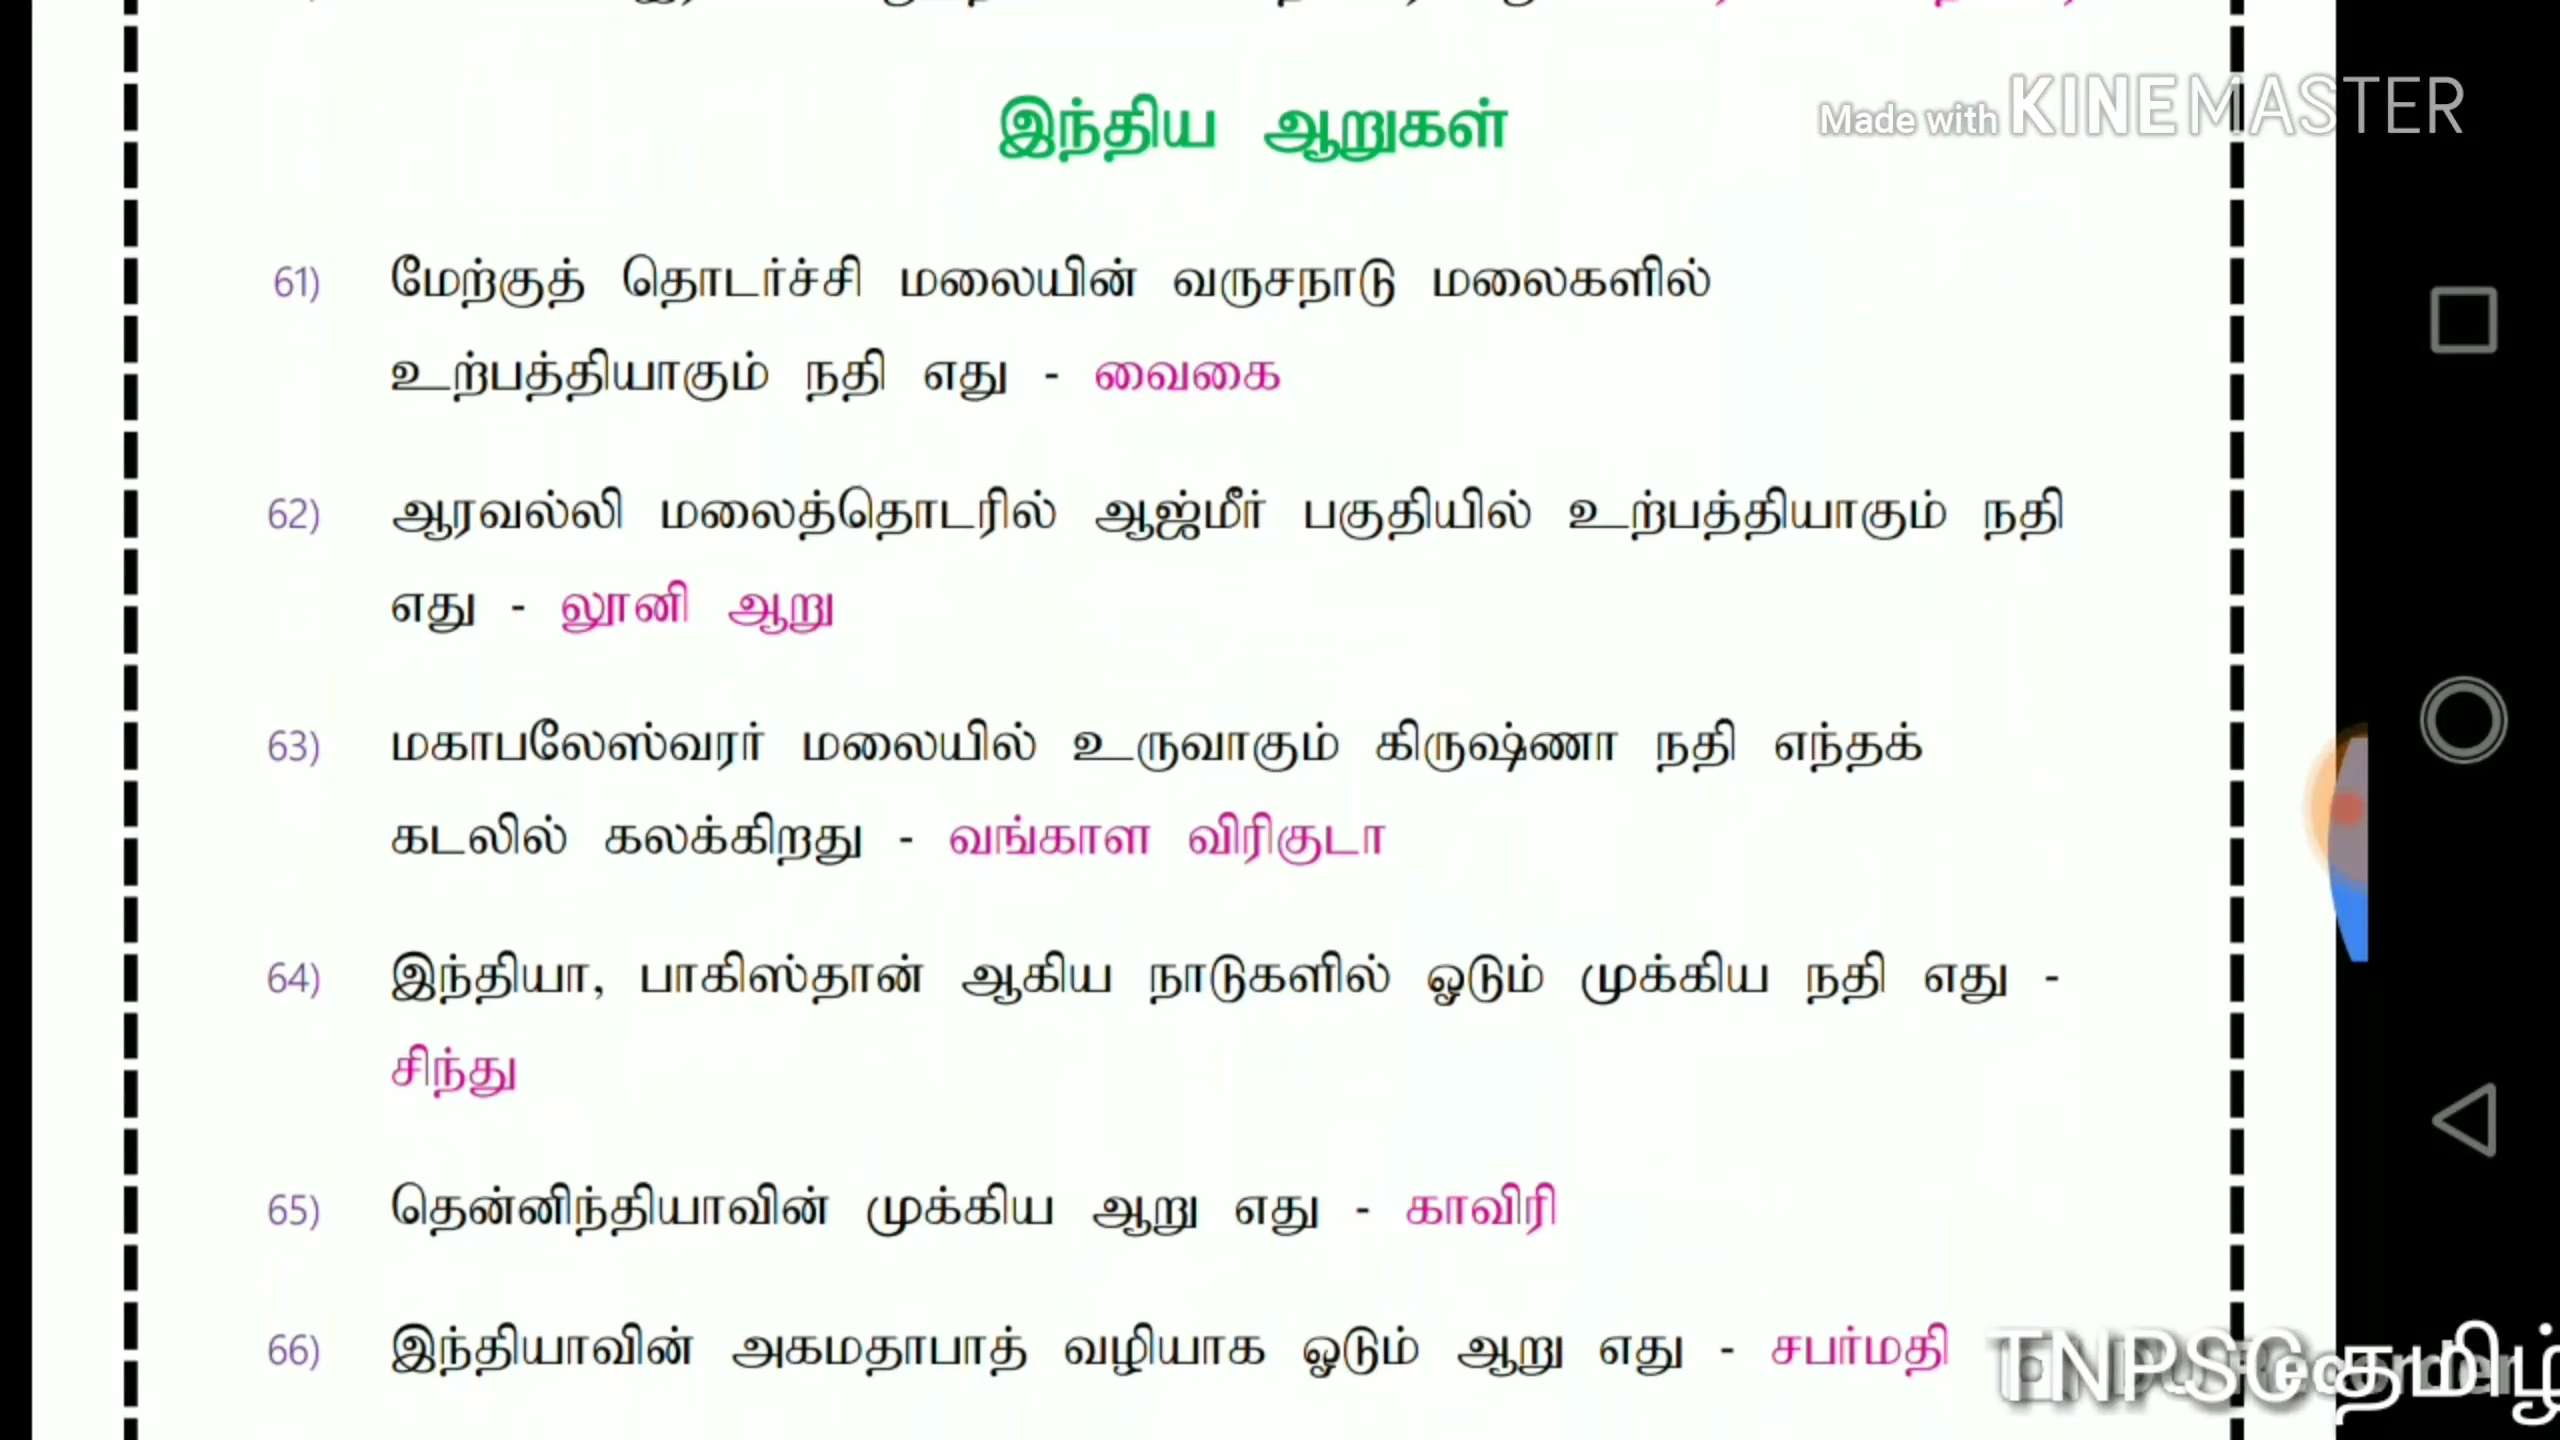 இந்திய ஆறுகள்
Made with KINEMASTER
61) மேற்குத் தொடர்ச்சி மலையின் வருசநாடு மலைகளில்
உற்பத்தியாகும் நதி எது - வைகை
62) ஆரவல்லி மலைத்தொடரில் ஆஜ்மீர் பகுதியில் உற்பத்தியாகும் நதி
எது - லூனி ஆறு
63) மகாபலேஸ்வரர் மலையில் உருவாகும் கிருஷ்ணா நதி எந்தக்
கடலில் கலக்கிறது - வங்காள விரிகுடா
64) இந்தியா, பாகிஸ்தான் ஆகிய நாடுகளில் ஓடும் முக்கிய நதி எது -
சிந்து
65) தென்னிந்தியாவின் முக்கிய ஆறு எது - காவிரி
66) இந்தியாவின் அகமதாபாத் வழியாக ஓடும் ஆறு எது - சபர்மதி
TNPSC தமிழ்